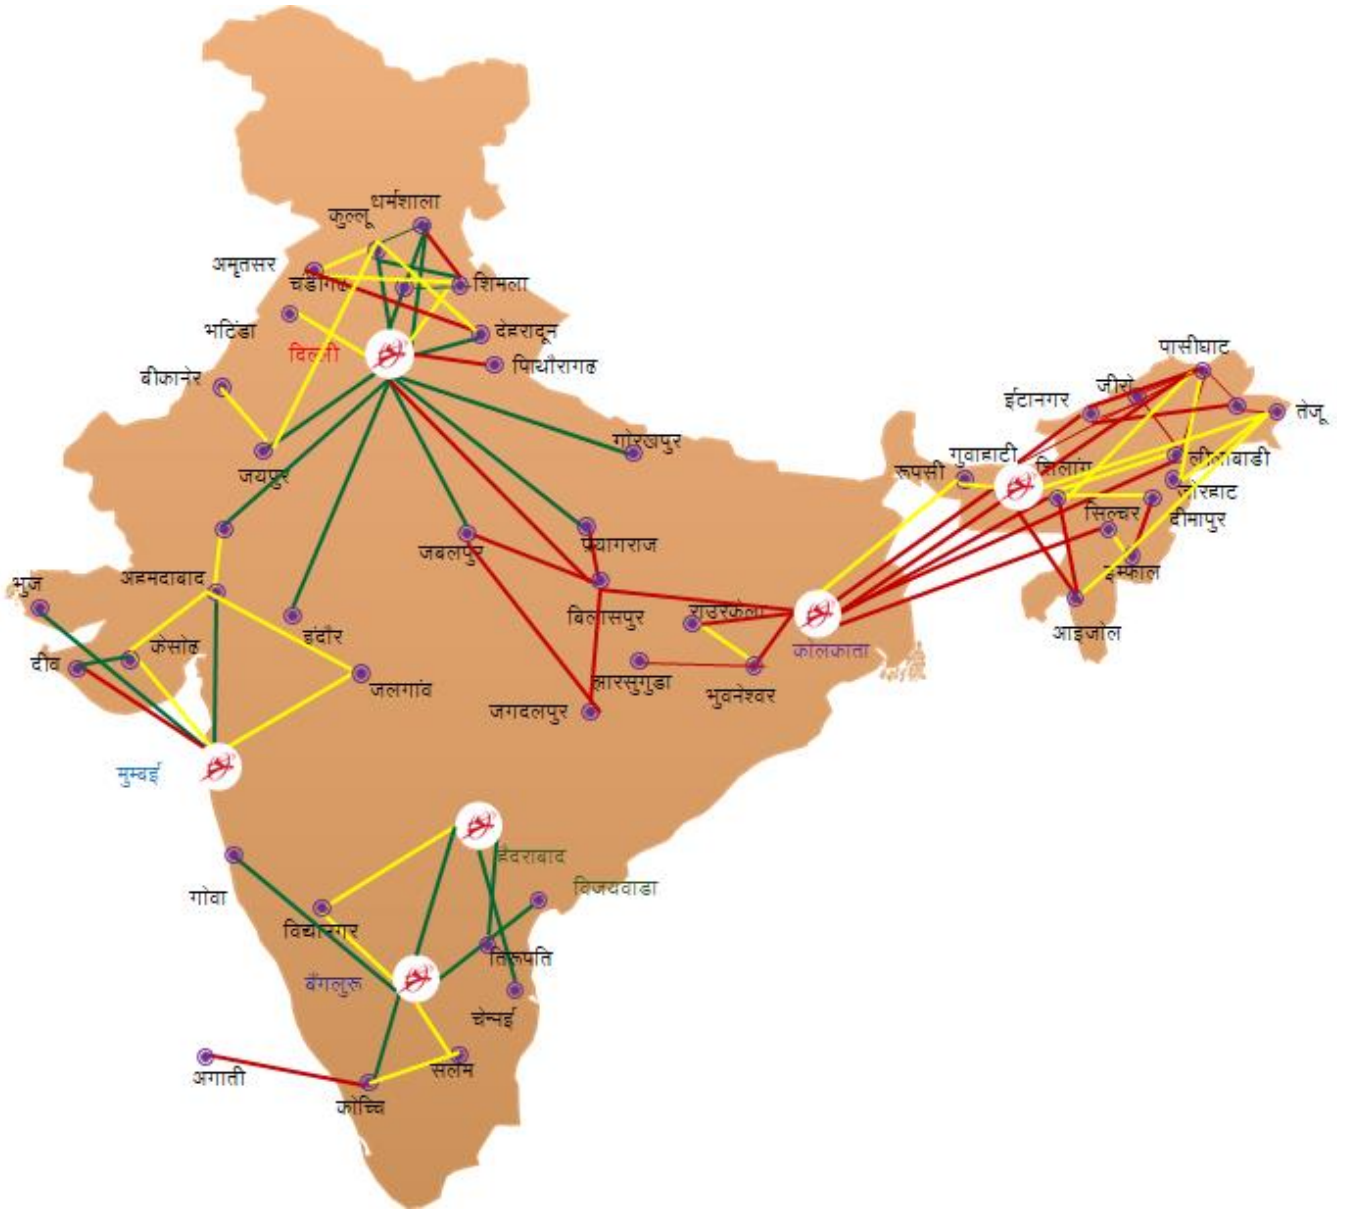 धर्मशाला
कुल्लू
अमृतसर
चंडीगढ
शिमला
भटिंडा
देहरादून
दिल्ली
पिाथौरागढ
पासीघाट
बीकानेर
जीरो
ईटानगर
तेजू
गोरखपुर
जयपुर
गुवाहाटी
रूपसी
शिलांग
लीलाबाडी
जोरहाट
सिल्चर
दीमापुर
जबलपुर
प्रयागराज
इम्फाल
अहमदाबाद
भुज
बिलासपुर
राउरकेला
आइजोल
इंदौर
केसोढ
कोलकाता
दीव
झारसुगुडा
जलगांव
भुवनेश्वर
जगदलपुर
मुम्बई
हैदराबाद
विजयवाडा
गोवा
विद्यानगर
तिरूपति
बैंगलुरू
चेन्नई
सलेम
अगाती
कोच्चि